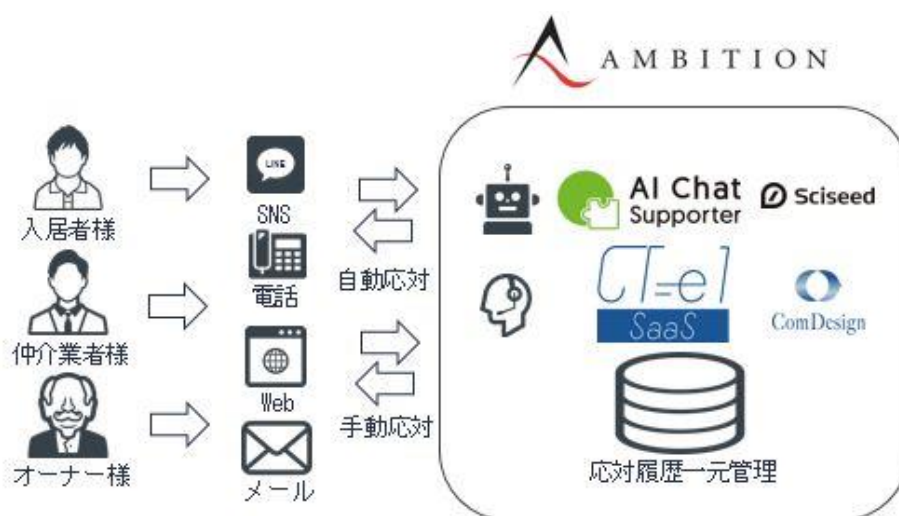 AMBITION
入居者様
仲介業者様
オーナー様
LINE
SNS
電話
Web
メール
自動応対
手動応対
AI Chat
Supporter
Sciseed
CT-e1
SaaS
ComDesign
応対履歴一元管理